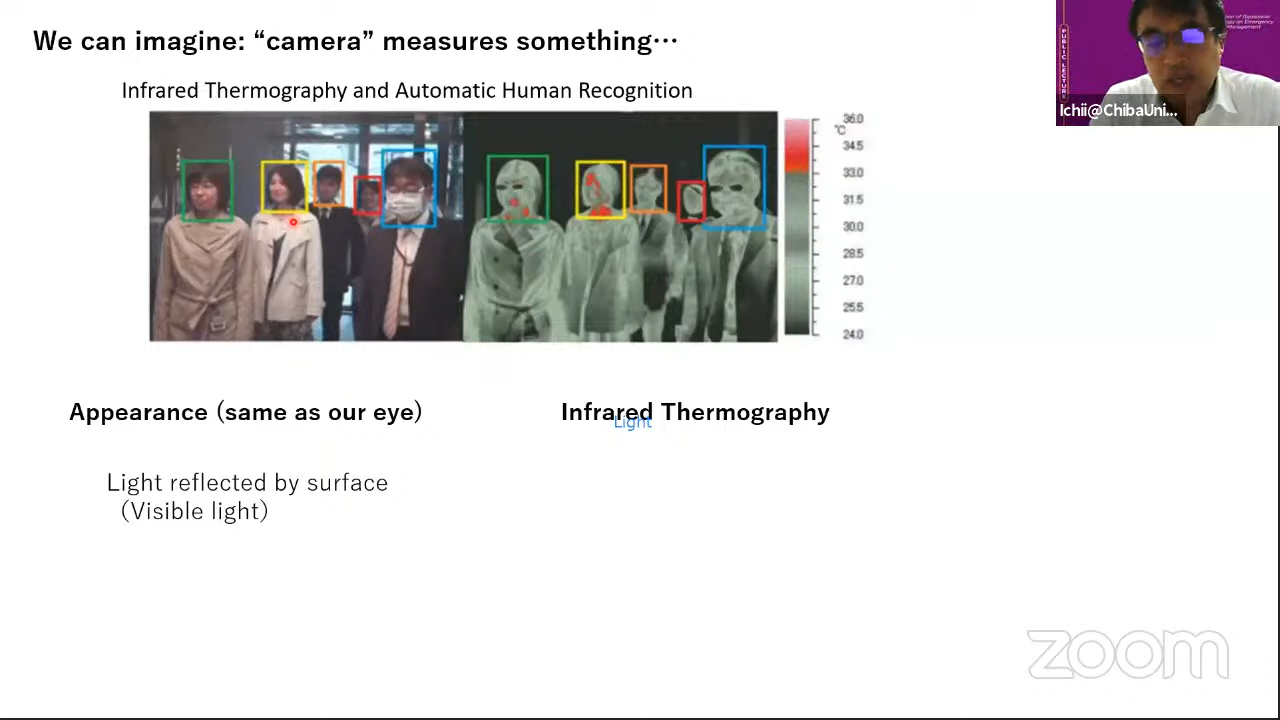 We can imagine: “camera” measures something…
Infrared Thermography and Automatic Human Recognition
PUBLIC LECTURE
Ichii@ChibaUni...
36.0
℃
34.5
33.0
31.5
30.0
28.5
27.0
25.5
24.0
Appearance (same as our eye)
Infrared Thermography
Light
Light reflected by surface
(Visible light)
zoom